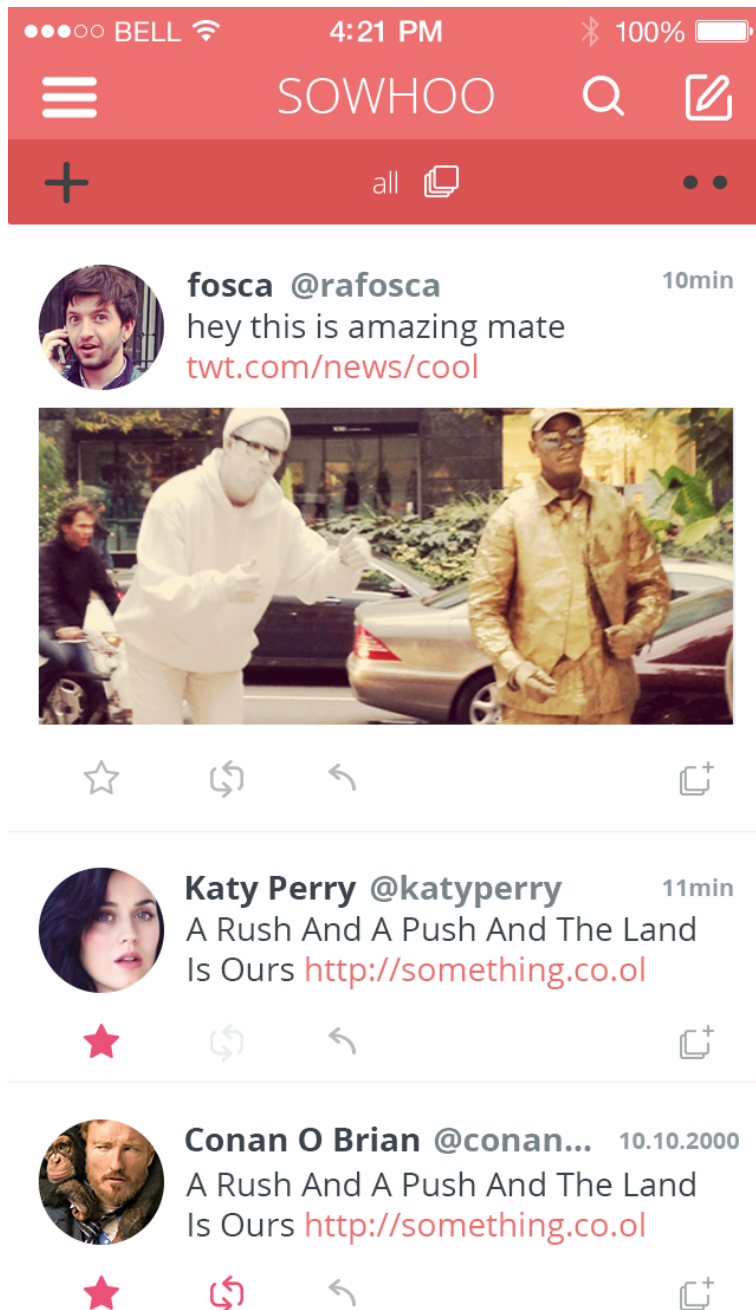 BELL 4:21 PM 100%
SOWHOO
all
fosca @rafosca 10min
hey this is amazing mate
twt.com/news/cool
Katy Perry @katyperry 11min
A Rush And A Push And The Land
Is Ours http://something.co.ol
Conan O Brian @conan... 10.10.2000
A Rush And A Push And The Land
Is Ours http://something.co.ol